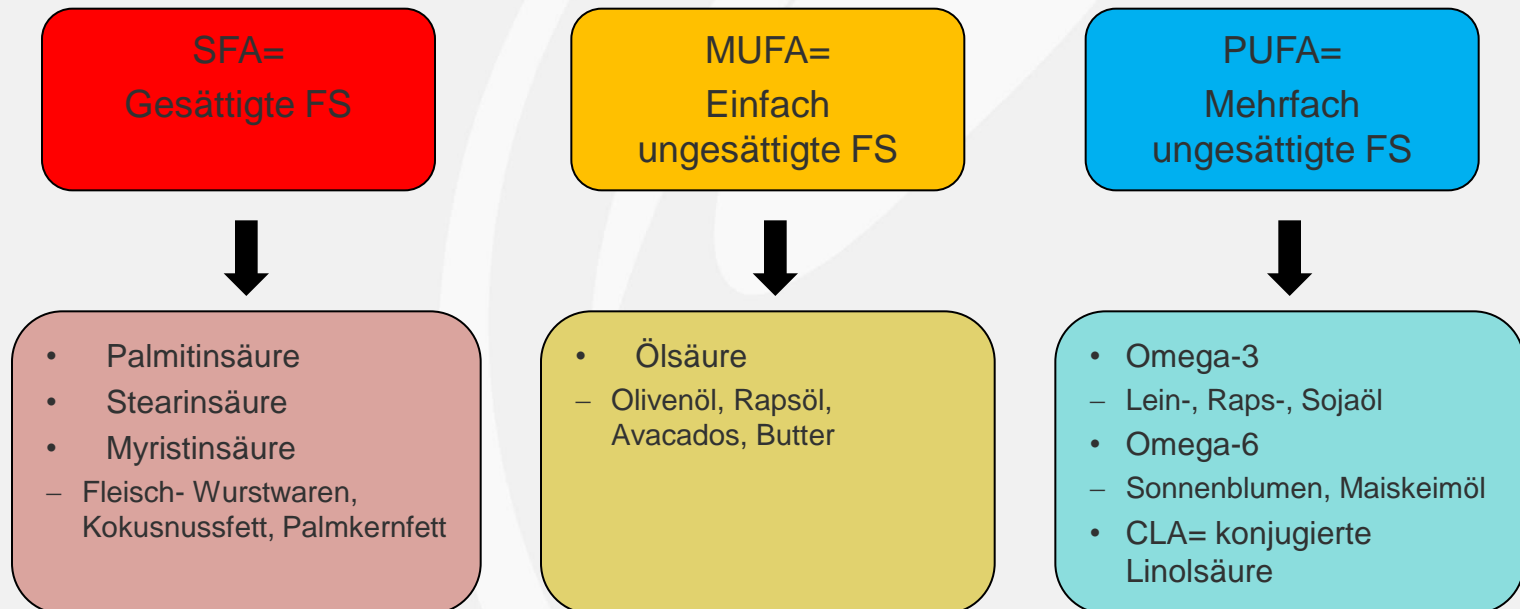 SFA=
Gesättigte FS
MUFA=
Einfach
ungesättigte FS
PUFA=
Mehrfach
ungesättigte FS
• Palmitinsäure
• Stearinsäure
• Myristinsäure
– Fleisch- Wurstwaren,
Kokusnussfett, Palmkernfett
• Ölsäure
– Olivenöl, Rapsöl,
Avacados, Butter
• Omega-3
– Lein-, Raps-, Sojaöl
• Omega-6
– Sonnenblumen, Maiskeimöl
• CLA= konjugierte
Linolsäure